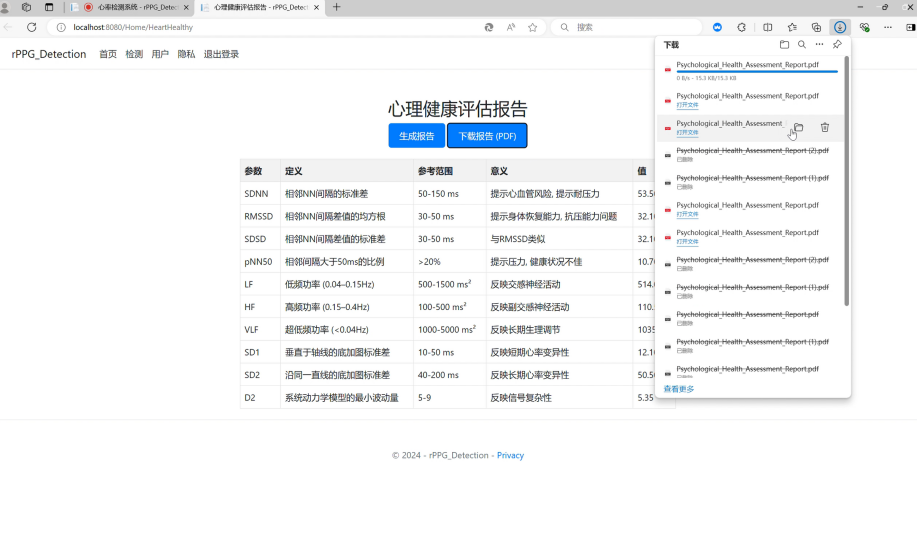 心率检测系统 - rPPG_Detec
心理健康评估报告 - rPPG_Detec
localhost:8080/Home/HeartHealthy
搜索
rPPG_Detection 首页 检测 用户 隐私 退出登录
心理健康评估报告
生成报告 下载报告 (PDF)
参数 定义 参考范围 意义 值
SDNN 相邻NN间隔的标准差 50-150 ms 提示心血管风险, 提示耐压力 53.5
RMSSD 相邻NN间隔差值的均方根 30-50 ms 提示身体恢复能力, 抗压能力问题 32.1
SDSD 相邻NN间隔差值的标准差 30-50 ms 与RMSSD类似 32.1
pNN50 相邻间隔大于50ms的比例 >20% 提示压力, 健康状况不佳 10.7
LF 低频功率 (0.04–0.15Hz) 500-1500 ms² 反映交感神经活动 514.
HF 高频功率 (0.15–0.4Hz) 100-500 ms² 反映副交感神经活动 110.
VLF 超低频功率 (<0.04Hz) 1000-5000 ms² 反映长期生理调节 1035
SD1 垂直于轴线的底加图标准差 10-50 ms 反映短期心率变异性 12.1
SD2 沿同一直线的底加图标准差 40-200 ms 反映长期心率变异性 50.5
D2 系统动力学模型的最小波动量 5-9 反映信号复杂性 5.35
© 2024 - rPPG_Detection - Privacy
下载
Psychological_Health_Assessment_Report.pdf
0 B/s - 15.3 KB/15.3 KB
Psychological_Health_Assessment_Report.pdf
打开文件
Psychological_Health_Assessment_
打开文件
Psychological_Health_Assessment_Report (2).pdf
已删除
Psychological_Health_Assessment_Report (1).pdf
已删除
Psychological_Health_Assessment_Report.pdf
打开文件
Psychological_Health_Assessment_Report.pdf
打开文件
Psychological_Health_Assessment_Report (2).pdf
已删除
Psychological_Health_Assessment_Report (1).pdf
已删除
Psychological_Health_Assessment_Report.pdf
已删除
Psychological_Health_Assessment_Report (1).pdf
已删除
Psychological_Health_Assessment_Report.pdf
查看更多